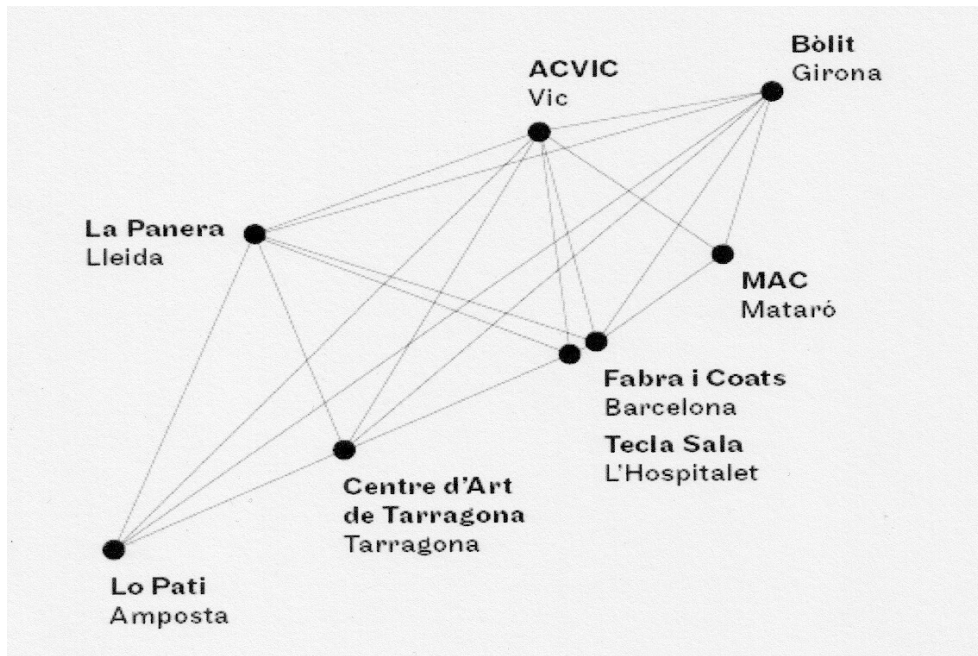 Bòlit
Girona
ACVIC
Vic
La Panera
Lleida
MAC
Mataró
Fabra i Coats
Barcelona
Tecla Sala
L'Hospitalet
Centre d'Art
de Tarragona
Tarragona
Lo Pati
Amposta